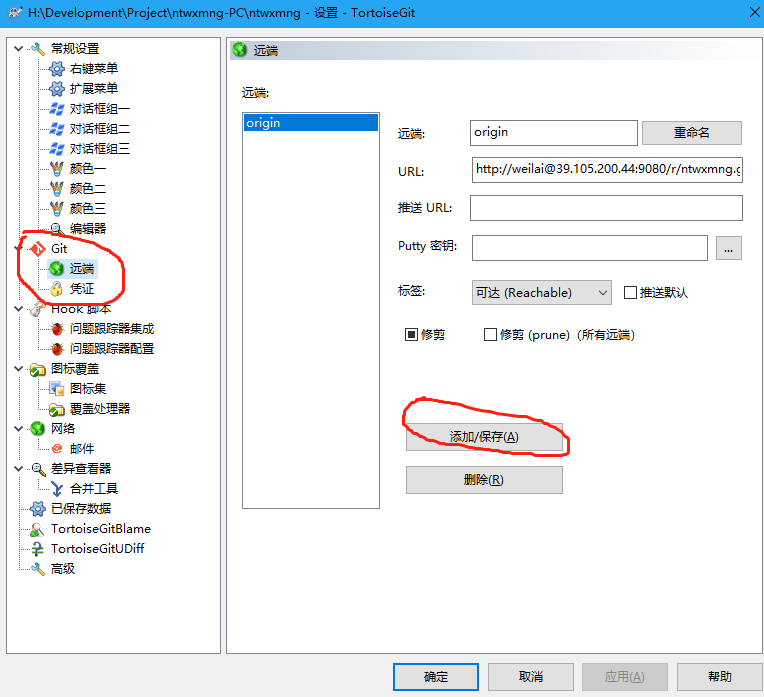 H:\Development\Project\ntwxmng-PC\ntwxmng - 设置 - TortoiseGit
常规设置
右键菜单
扩展菜单
对话框组一
对话框组二
对话框组三
颜色一
颜色二
颜色三
编辑器
Git
远端
凭证
Hook 脚本
问题跟踪器集成
问题跟踪器配置
图标覆盖
图标集
覆盖处理器
网络
邮件
差异查看器
合并工具
已保存数据
TortoiseGitBlame
TortoiseGitUDiff
高级
远端
远端:
origin
远端: origin 重命名
URL: http://weilai@39.105.200.44:9080/r/ntwxmng.g
推送 URL:
Putty 密钥: ...
标签: 可达 (Reachable) 推送默认
修剪 修剪 (prune)（所有远端）
添加/保存(A)
删除(R)
确定 取消 应用(A) 帮助